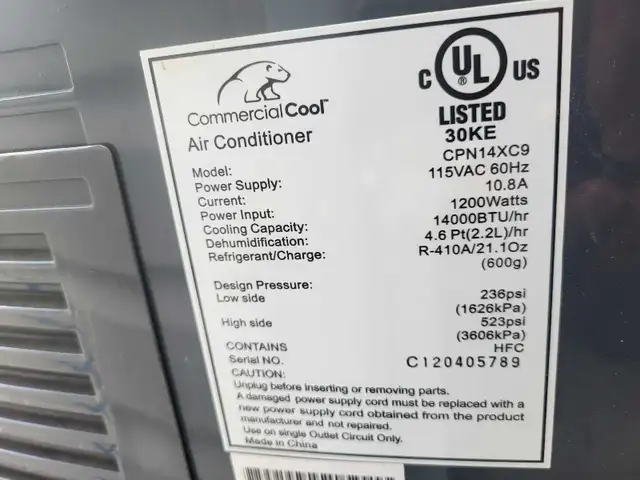 CommercialCool™
Air Conditioner
C UL US
LISTED
30KE
Model: CPN14XC9
Power Supply: 115VAC 60Hz
Current: 10.8A
Power Input: 1200Watts
Cooling Capacity: 14000BTU/hr
Dehumidification: 4.6 Pt(2.2L)/hr
Refrigerant/Charge: R-410A/21.1Oz
(600g)
Design Pressure:
Low side 236psi
(1626kPa)
High side 523psi
(3606kPa)
CONTAINS HFC
Serial NO. C120405789
CAUTION:
Unplug before inserting or removing parts.
A damaged power supply cord must be replaced with a
new power supply cord obtained from the product
manufacturer and not repaired.
Use on single Outlet Circuit Only.
Made in China